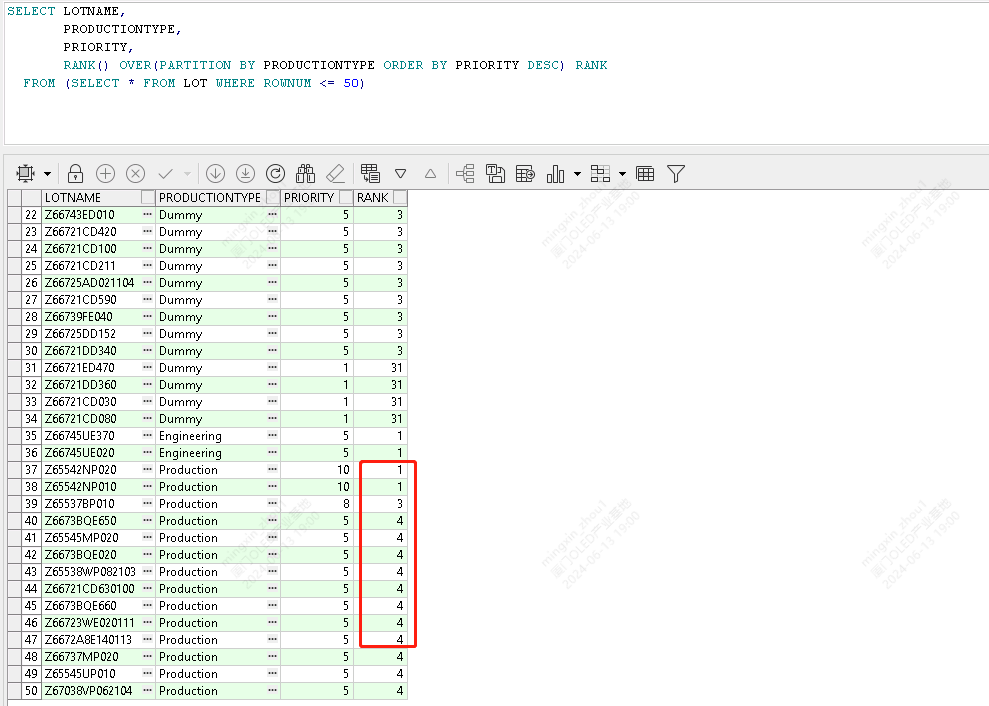 SELECT LOTNAME,
PRODUCTIONTYPE,
PRIORITY,
RANK() OVER(PARTITION BY PRODUCTIONTYPE ORDER BY PRIORITY DESC) RANK
FROM (SELECT * FROM LOT WHERE ROWNUM <= 50)
LOTNAME PRODUCTIONTYPE PRIORITY RANK
22 Z66743ED010 ··· Dummy ··· 5 3
23 Z66721CD420 ··· Dummy ··· 5 3
24 Z66721CD100 ··· Dummy ··· 5 3
25 Z66721CD211 ··· Dummy ··· 5 3
26 Z66725AD021104 ··· Dummy ··· 5 3
27 Z66721CD590 ··· Dummy ··· 5 3
28 Z66739FE040 ··· Dummy ··· 5 3
29 Z66725DD152 ··· Dummy ··· 5 3
30 Z66721DD340 ··· Dummy ··· 5 3
31 Z66721ED470 ··· Dummy ··· 1 31
32 Z66721DD360 ··· Dummy ··· 1 31
33 Z66721CD030 ··· Dummy ··· 1 31
34 Z66721CD080 ··· Dummy ··· 1 31
35 Z66745UE370 ··· Engineering ··· 5 1
36 Z66745UE020 ··· Engineering ··· 5 1
37 Z65542NP020 ··· Production ··· 10 1
38 Z65542NP010 ··· Production ··· 10 1
39 Z65537BP010 ··· Production ··· 8 3
40 Z6673BQE650 ··· Production ··· 5 4
41 Z65545MP020 ··· Production ··· 5 4
42 Z6673BQE020 ··· Production ··· 5 4
43 Z65538WP082103 ··· Production ··· 5 4
44 Z66721CD630100 ··· Production ··· 5 4
45 Z6673BQE660 ··· Production ··· 5 4
46 Z66723WE020111 ··· Production ··· 5 4
47 Z6672A8E140113 ··· Production ··· 5 4
48 Z66737MP020 ··· Production ··· 5 4
49 Z65545UP010 ··· Production ··· 5 4
50 Z67038VP062104 ··· Production ··· 5 4